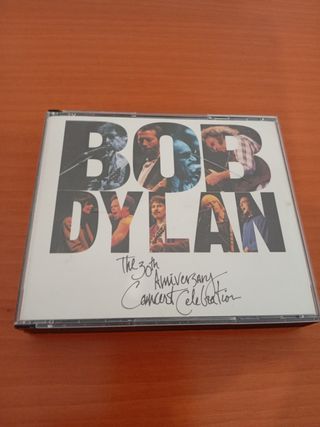 BOB
DYLAN
The 30th
Anniversary
Concert Celebration